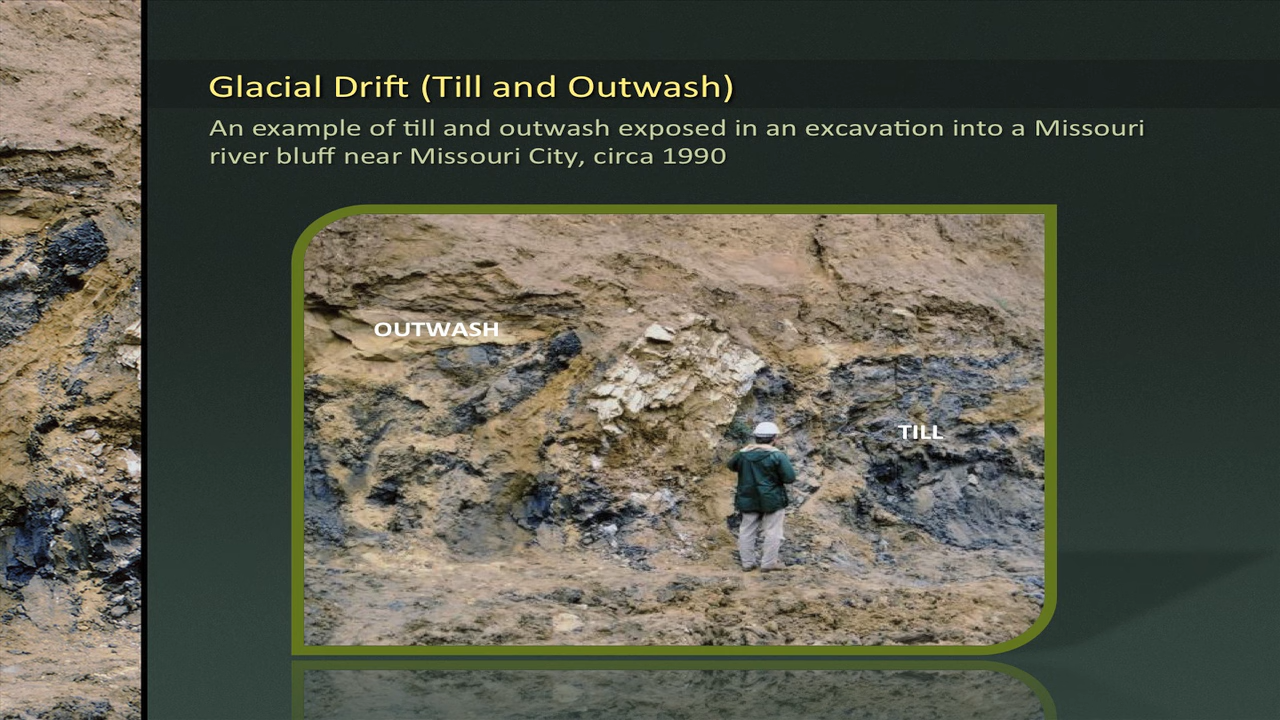 Glacial Drift (Till and Outwash)
An example of till and outwash exposed in an excavation into a Missouri
river bluff near Missouri City, circa 1990
OUTWASH
TILL